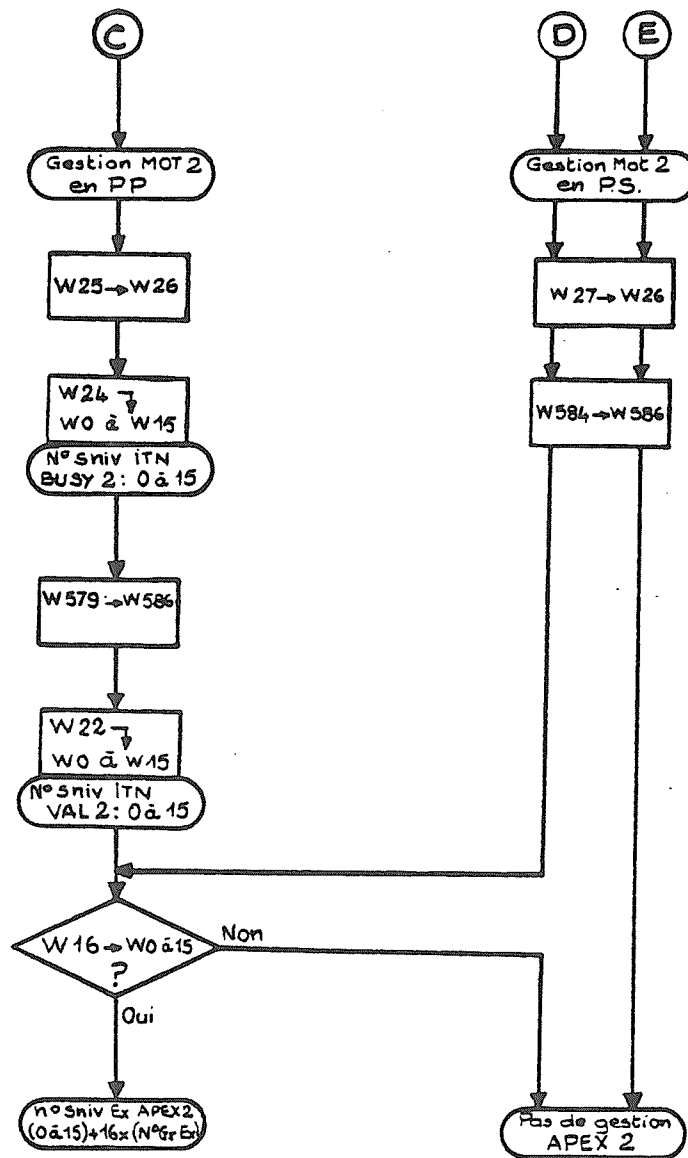 C
D
E
Gestion MOT 2
en PP
Gestion Mot 2
en P.S.
W25→W26
W27→W26
W24
W0 à W15
N° Sniv ITN
BUSY 2: 0 à 15
W584→W586
W579→W586
W22
W0 à W15
N° Sniv ITN
VAL 2: 0 à 15
W16→W0 à 15
?
Non
Oui
n° Sniv Ex APEX2
(0 à 15)+16x(N°Gr Ex)
Pas de gestion
APEX 2